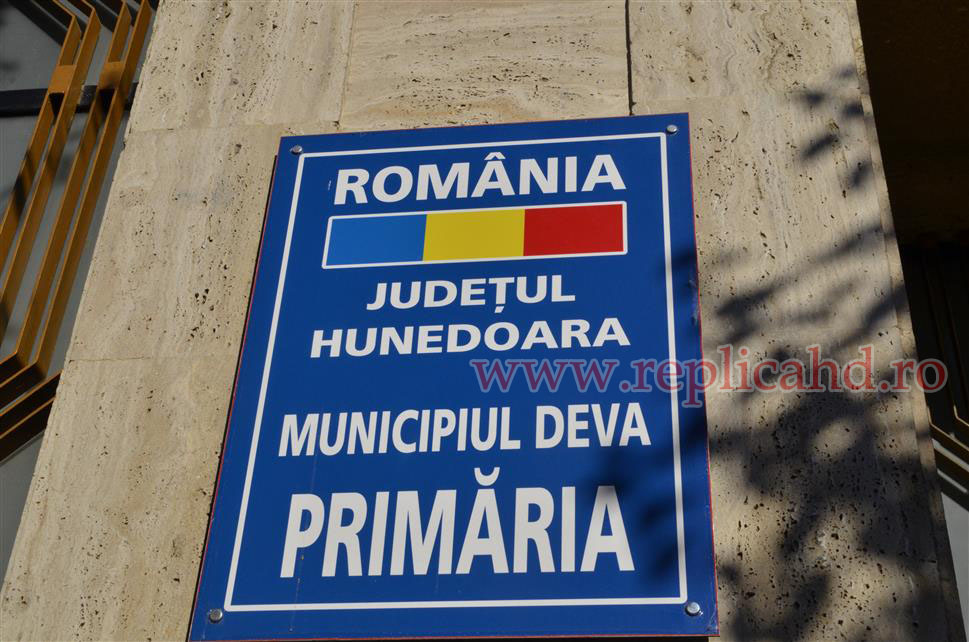 ROMÂNIA
JUDEȚUL
HUNEDOARA
www.replicahd.ro
MUNICIPIUL DEVA
PRIMĂRIA